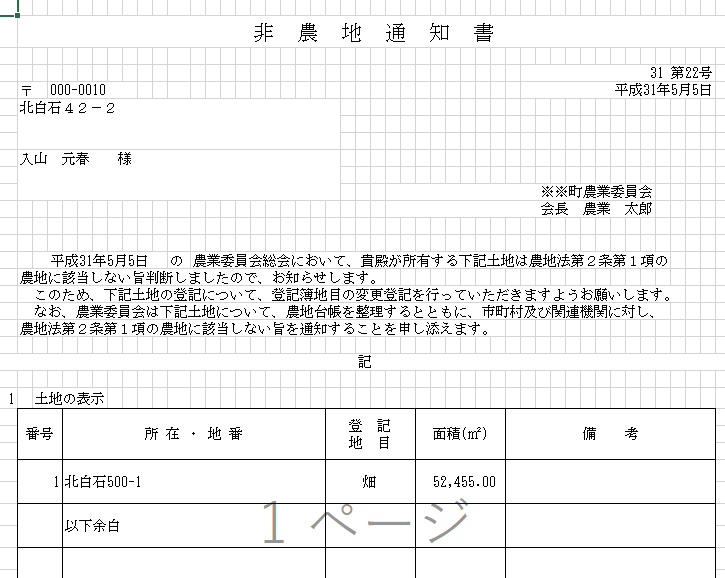 非 農 地 通 知 書
31 第22号
〒 000-0010
平成31年5月5日
北白石４２－２
入山 元春 様
※※町農業委員会
会長 農業 太郎
平成31年5月5日 の 農業委員会総会において、貴殿が所有する下記土地は農地法第２条第１項の
農地に該当しない旨判断しましたので、お知らせします。
このため、下記土地の登記について、登記簿地目の変更登記を行っていただきますようお願いします。
なお、農業委員会は下記土地について、農地台帳を整理するとともに、市町村及び関連機関に対し、
農地法第２条第１項の農地に該当しない旨を通知することを申し添えます。
記
1 土地の表示
番号 所 在 ・ 地 番 登 記 地 目 面積(㎡) 備 考
1 北白石500-1 畑 52,455.00
以下余白
1 ページ